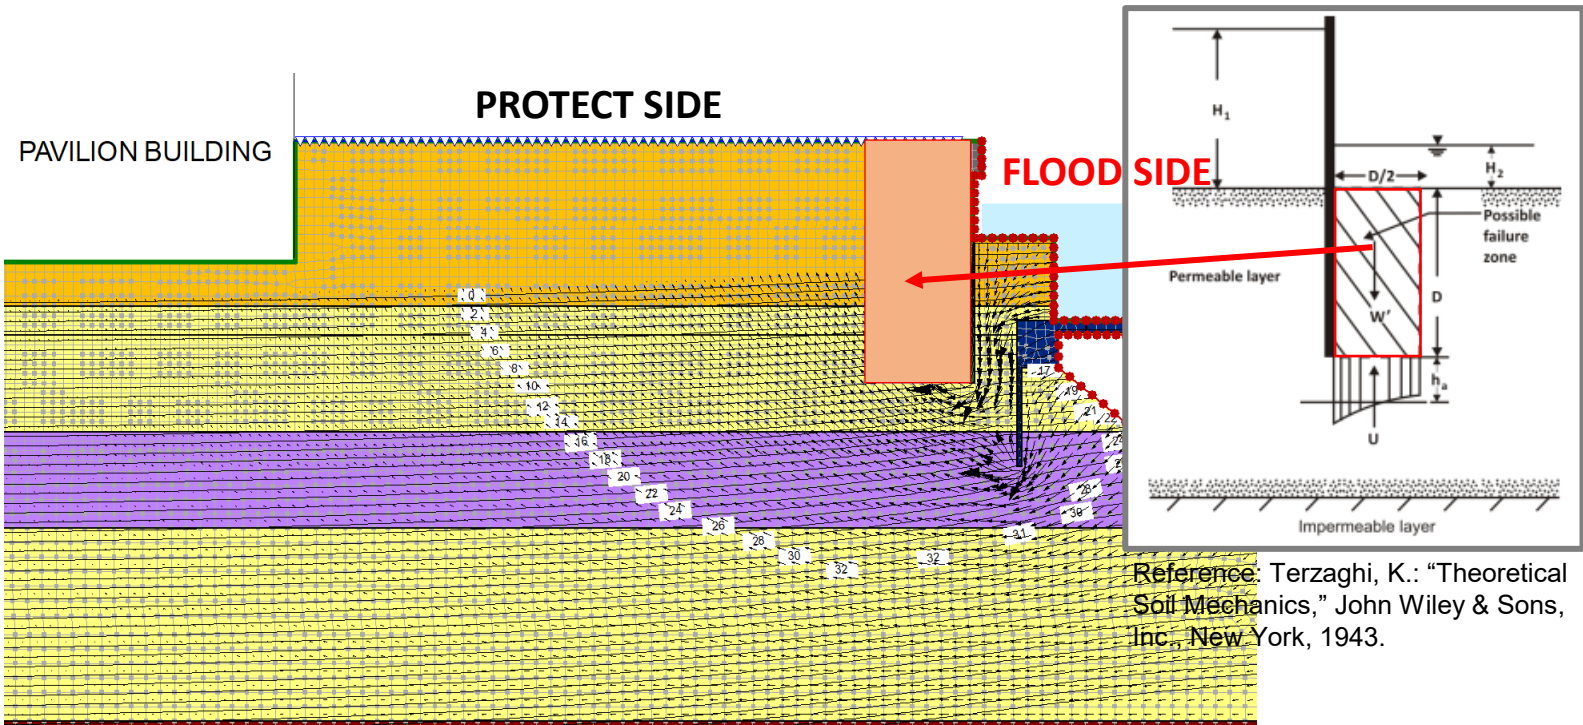 PROTECT SIDE
PAVILION BUILDING
FLOOD SIDE
0
2
4
6
8
10
12
14
16
18
20
22
24
26
28
30
32
32
31
30
28
17
19
21
22
H1
H2
D/2
Possible
failure
zone
Permeable layer
D
W'
ha
U
Impermeable layer
Reference: Terzaghi, K.: “Theoretical
Soil Mechanics,” John Wiley & Sons,
Inc., New York, 1943.